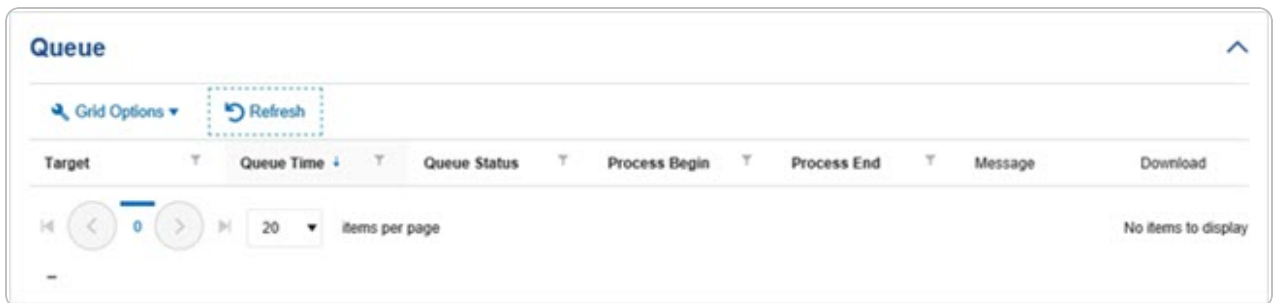 Queue
Grid Options Refresh
Target Queue Time Queue Status Process Begin Process End Message Download
0 20 items per page No items to display